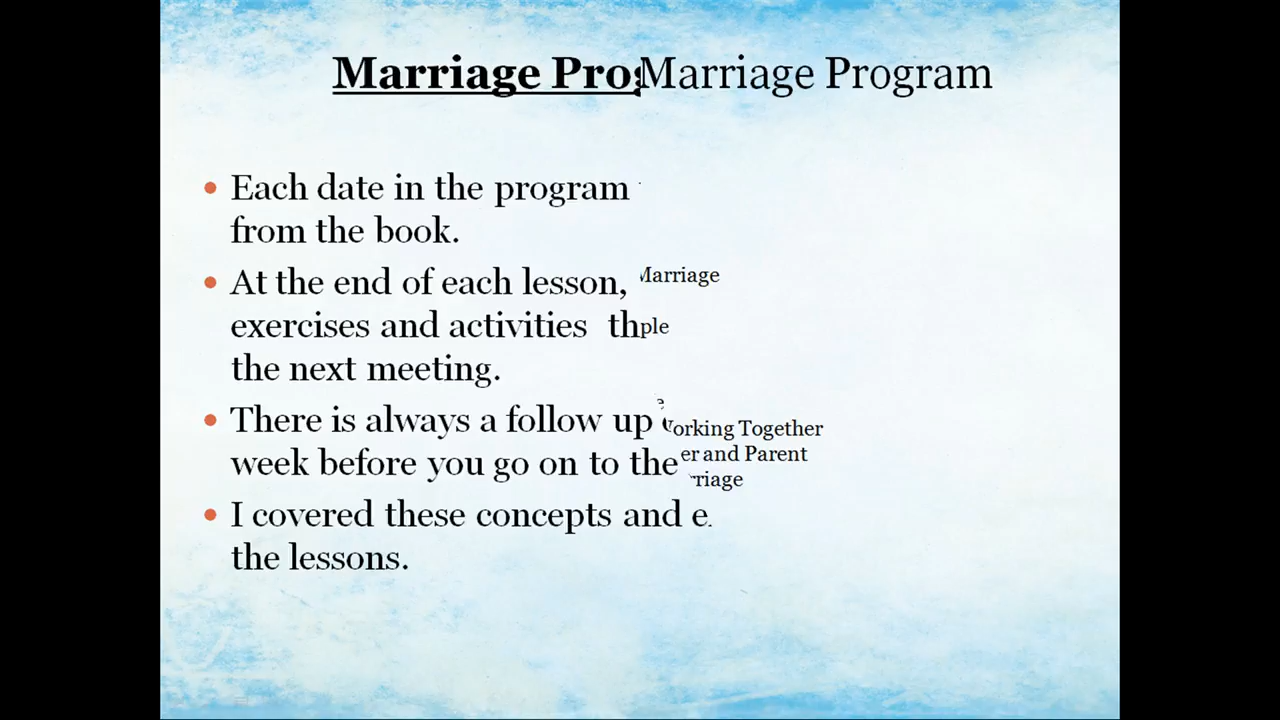 Marriage Prog Marriage Program
Each date in the program
from the book.
At the end of each lesson, Marriage
exercises and activities th ple
the next meeting.
There is always a follow up
orking Together
week before you go on to the er and Parent
rriage
I covered these concepts and e
the lessons.